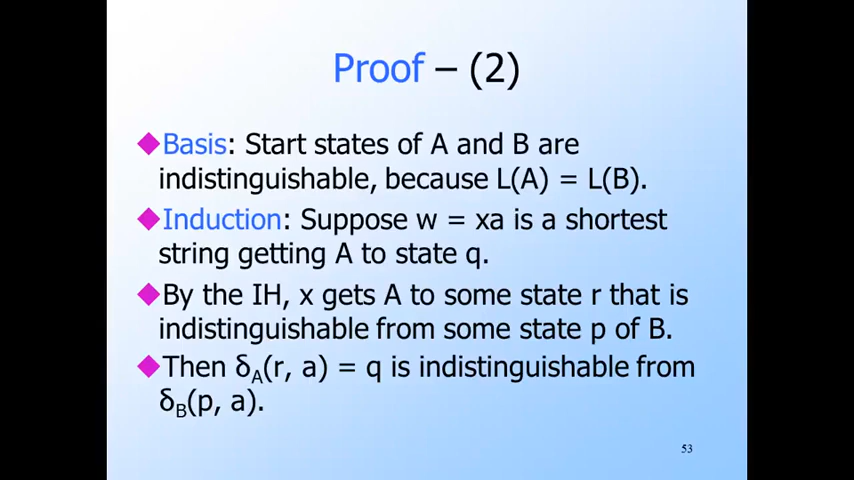 Proof – (2)
◆Basis: Start states of A and B are
indistinguishable, because L(A) = L(B).
◆Induction: Suppose w = xa is a shortest
string getting A to state q.
◆By the IH, x gets A to some state r that is
indistinguishable from some state p of B.
◆Then δA(r, a) = q is indistinguishable from
δB(p, a).
53